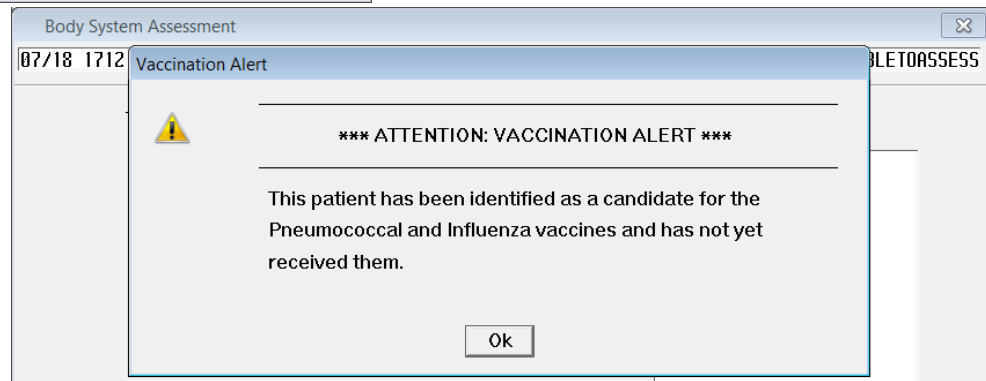 Body System Assessment
07/18 1712
Vaccination Alert
BLETOASSESS
*** ATTENTION: VACCINATION ALERT ***
This patient has been identified as a candidate for the
Pneumococcal and Influenza vaccines and has not yet
received them.
Ok